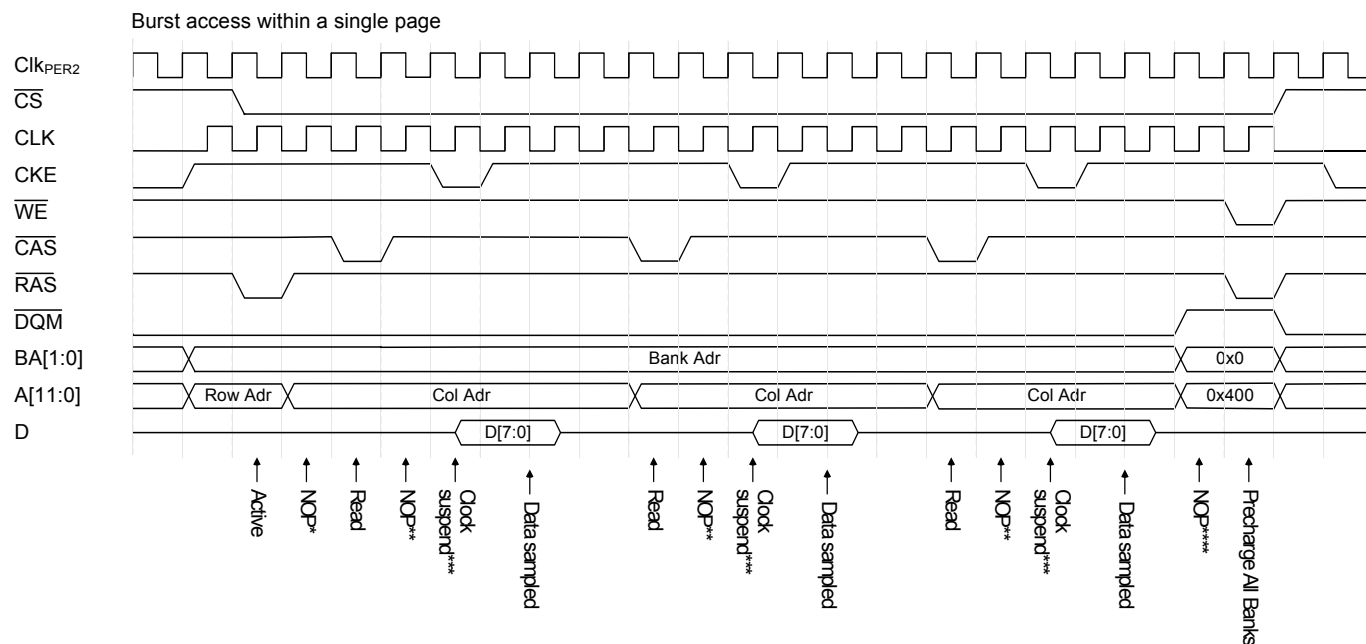 Burst access within a single page
ClkPER2
CS
CLK
CKE
WE
CAS
RAS
DQM
BA[1:0] Bank Adr 0x0
A[11:0] Row Adr Col Adr Col Adr Col Adr 0x400
D D[7:0] D[7:0] D[7:0]
Active
NOP*
Read
NOP**
Clock
suspend***
Data sampled
Read
NOP**
Clock
suspend***
Data sampled
Read
NOP**
Clock
suspend***
Data sampled
NOP****
Precharge All Banks